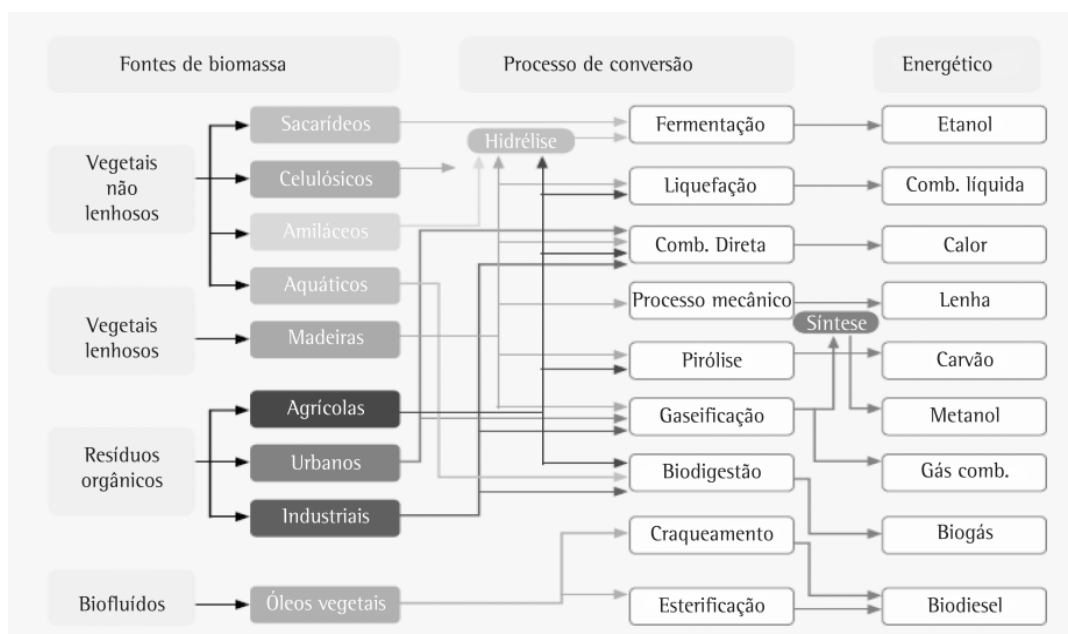 Fontes de biomassa
Processo de conversão
Energético
Vegetais
não
lenhosos
Vegetais
lenhosos
Resíduos
orgânicos
Biofluídos
Sacarídeos
Celulósicos
Amiláceos
Aquáticos
Madeiras
Agrícolas
Urbanos
Industriais
Óleos vegetais
Hidrélise
Fermentação
Liquefação
Comb. Direta
Processo mecânico
Síntese
Pirólise
Gaseificação
Biodigestão
Craqueamento
Esterificação
Etanol
Comb. líquida
Calor
Lenha
Carvão
Metanol
Gás comb.
Biogás
Biodiesel